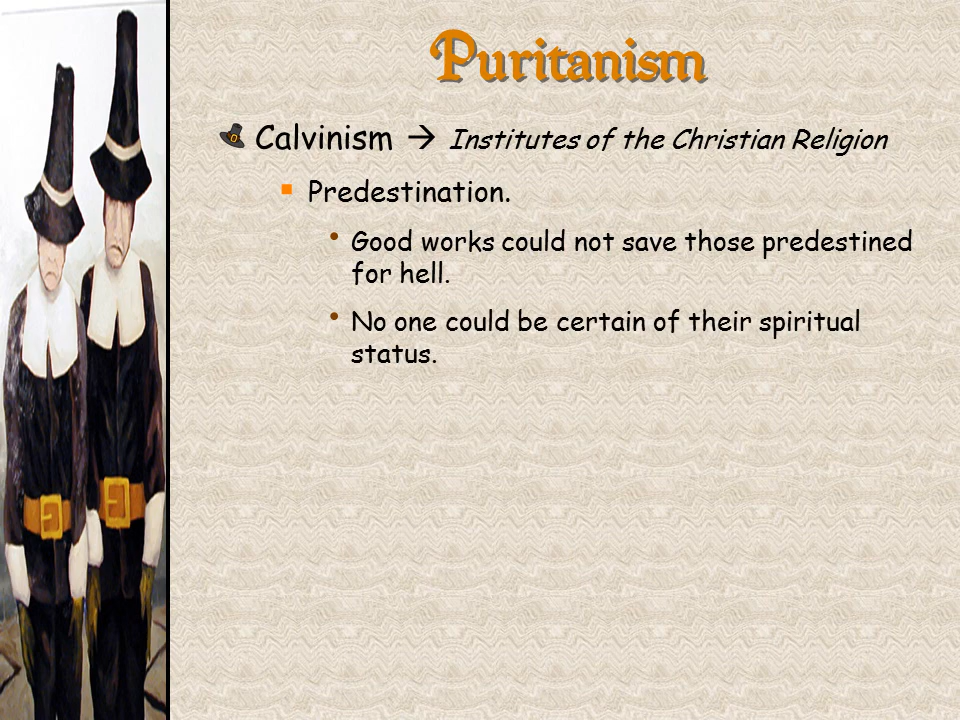 Puritanism
Calvinism → Institutes of the Christian Religion
Predestination.
Good works could not save those predestined
for hell.
No one could be certain of their spiritual
status.